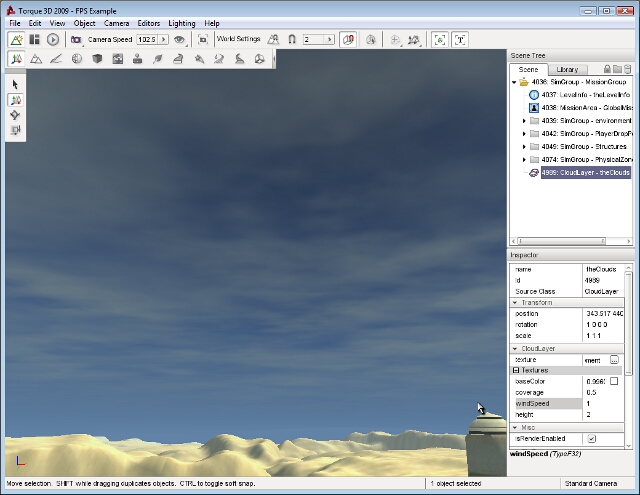 Torque 3D 2009 - FPS Example
File Edit View Object Camera Editors Lighting Help
Camera Speed 102.5 World Settings 2
Scene Tree
Scene Library
4036: SimGroup - MissionGroup
4037: LevelInfo - theLevelInfo
4038: MissionArea - GlobalMiss
4039: SimGroup - environment
4042: SimGroup - PlayerDropPo
4049: SimGroup - Structures
4074: SimGroup - PhysicalZone
4989: CloudLayer - theClouds
Inspector
name theClouds
id 4989
Source Class CloudLayer
Transform
position 343.517 440
rotation 1 0 0 0
scale 1 1 1
CloudLayer
texture ment ...
Textures
baseColor 0.996
coverage 0.5
windSpeed 1
height 2
Misc
isRenderEnabled
windSpeed (TypeF32)
Move selection. SHIFT while dragging duplicates objects. CTRL to toggle soft snap. 1 object selected Standard Camera